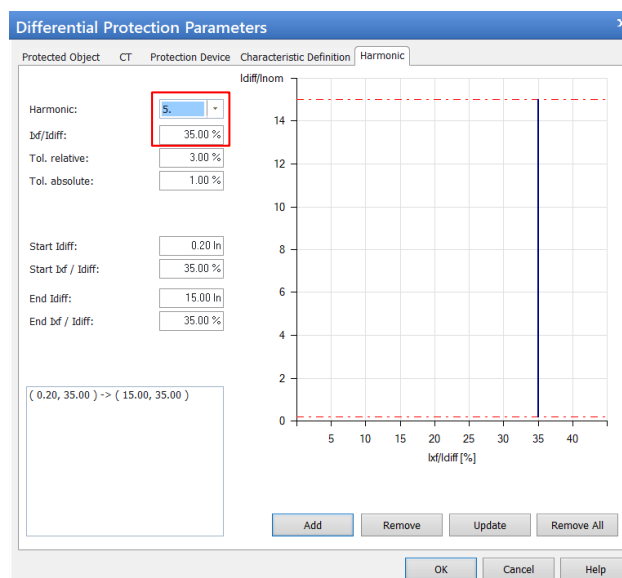 Differential Protection Parameters
Protected Object CT Protection Device Characteristic Definition Harmonic
Harmonic: 5.
Ixf/Idiff: 35.00 %
Tol. relative: 3.00 %
Tol. absolute: 1.00 %
Start Idiff: 0.20 In
Start Ixf / Idiff: 35.00 %
End Idiff: 15.00 In
End Ixf / Idiff: 35.00 %
( 0.20, 35.00 ) -> ( 15.00, 35.00 )
Idiff/Inom
14
12
10
8
6
4
2
0
5 10 15 20 25 30 35 40
Ixf/Idiff [%]
Add Remove Update Remove All
OK Cancel Help